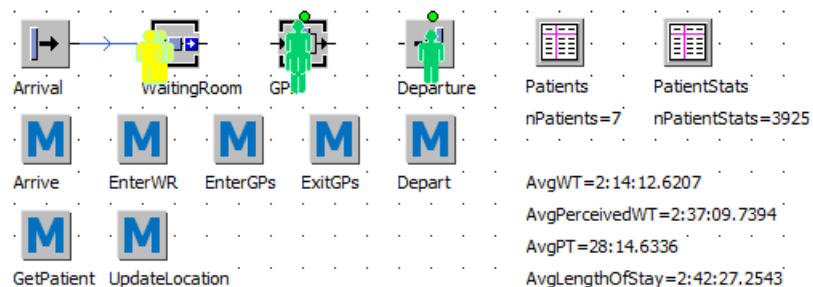 Arrival WaitingRoom GP Departure Patients PatientStats
nPatients=7 nPatientStats=3925
M M M M M
Arrive EnterWR EnterGPs ExitGPs Depart AvgWT=2:14:12.6207
AvgPerceivedWT=2:37:09.7394
M M
AvgPT=28:14.6336
GetPatient UpdateLocation AvgLengthOfStay=2:42:27.2543